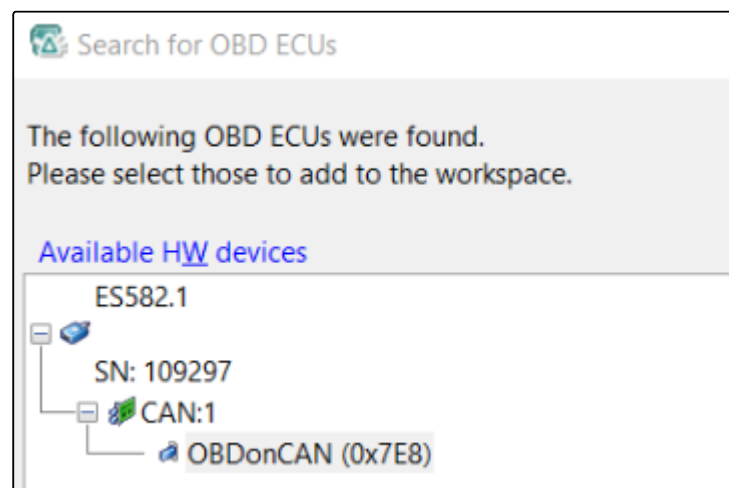 Search for OBD ECUs
The following OBD ECUs were found.
Please select those to add to the workspace.
Available HW devices
ES582.1
SN: 109297
CAN:1
OBDonCAN (0x7E8)